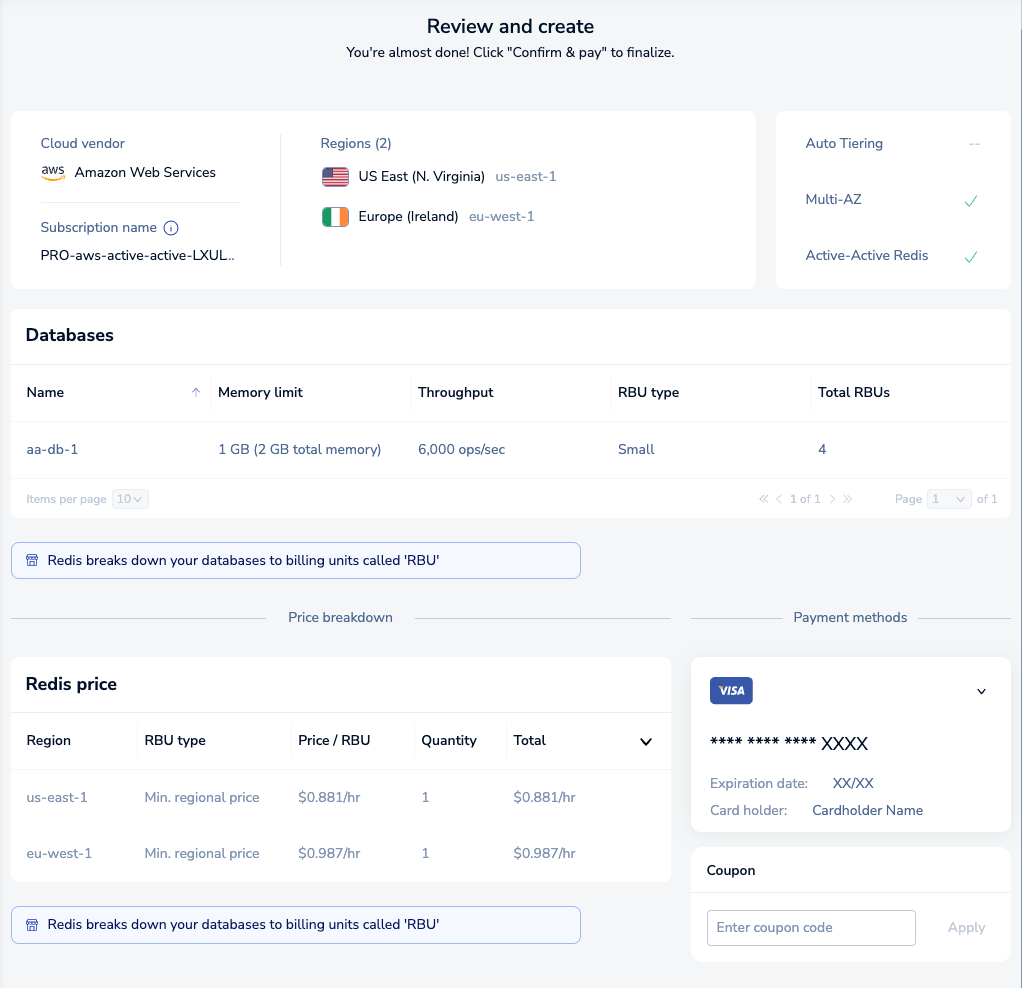 Review and create
You're almost done! Click "Confirm & pay" to finalize.
Cloud vendor
aws Amazon Web Services
Subscription name
PRO-aws-active-active-LXUL...
Regions (2)
US East (N. Virginia) us-east-1
Europe (Ireland) eu-west-1
Auto Tiering --
Multi-AZ
Active-Active Redis
Databases
Name Memory limit Throughput RBU type Total RBUs
aa-db-1 1 GB (2 GB total memory) 6,000 ops/sec Small 4
Items per page 10 1 of 1 Page 1 of 1
Redis breaks down your databases to billing units called 'RBU'
Price breakdown
Redis price
Region RBU type Price / RBU Quantity Total
us-east-1 Min. regional price $0.881/hr 1 $0.881/hr
eu-west-1 Min. regional price $0.987/hr 1 $0.987/hr
Redis breaks down your databases to billing units called 'RBU'
Payment methods
VISA
**** **** **** XXXX
Expiration date: XX/XX
Card holder: Cardholder Name
Coupon
Enter coupon code Apply